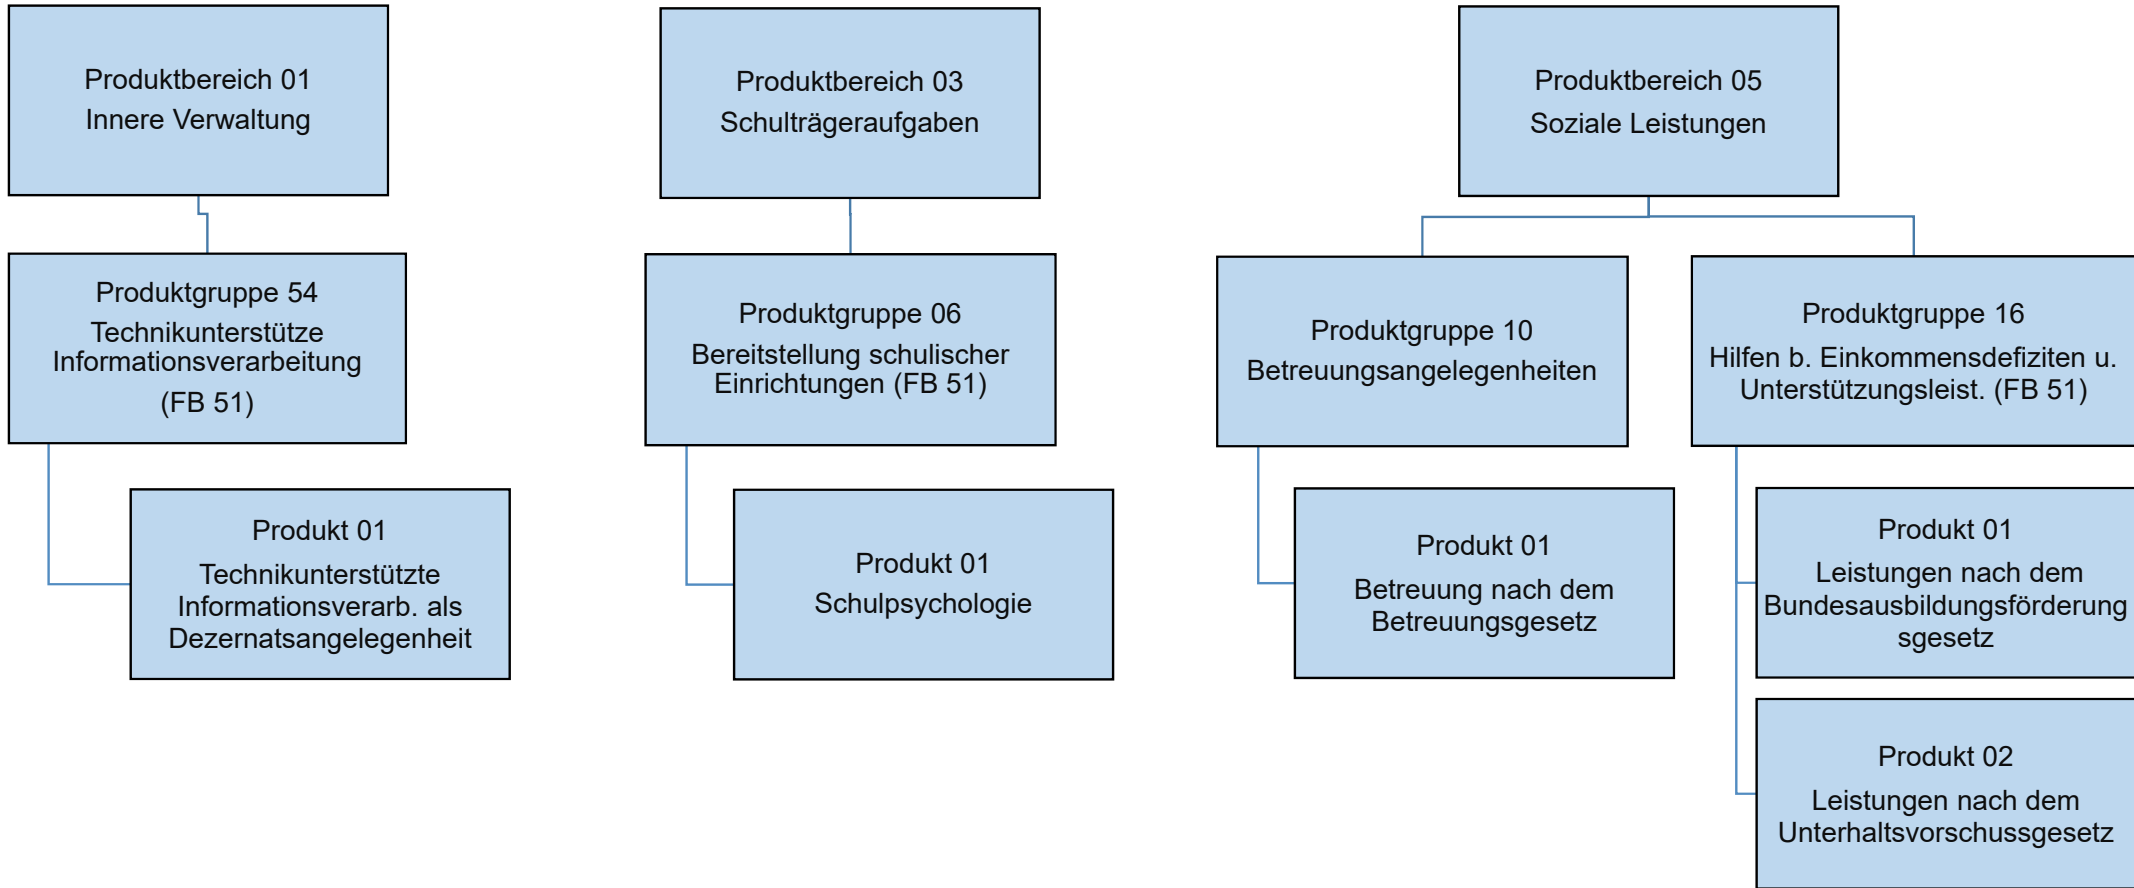 Produktbereich 01
Innere Verwaltung
Produktbereich 03
Schulträgeraufgaben
Produktbereich 05
Soziale Leistungen
Produktgruppe 54
Technikunterstütze
Informationsverarbeitung
(FB 51)
Produktgruppe 06
Bereitstellung schulischer
Einrichtungen (FB 51)
Produktgruppe 10
Betreuungsangelegenheiten
Produktgruppe 16
Hilfen b. Einkommensdefiziten u.
Unterstützungsleist. (FB 51)
Produkt 01
Technikunterstützte
Informationsverarb. als
Dezernatsangelegenheit
Produkt 01
Schulpsychologie
Produkt 01
Betreuung nach dem
Betreuungsgesetz
Produkt 01
Leistungen nach dem
Bundesausbildungsförderung
sgesetz
Produkt 02
Leistungen nach dem
Unterhaltsvorschussgesetz